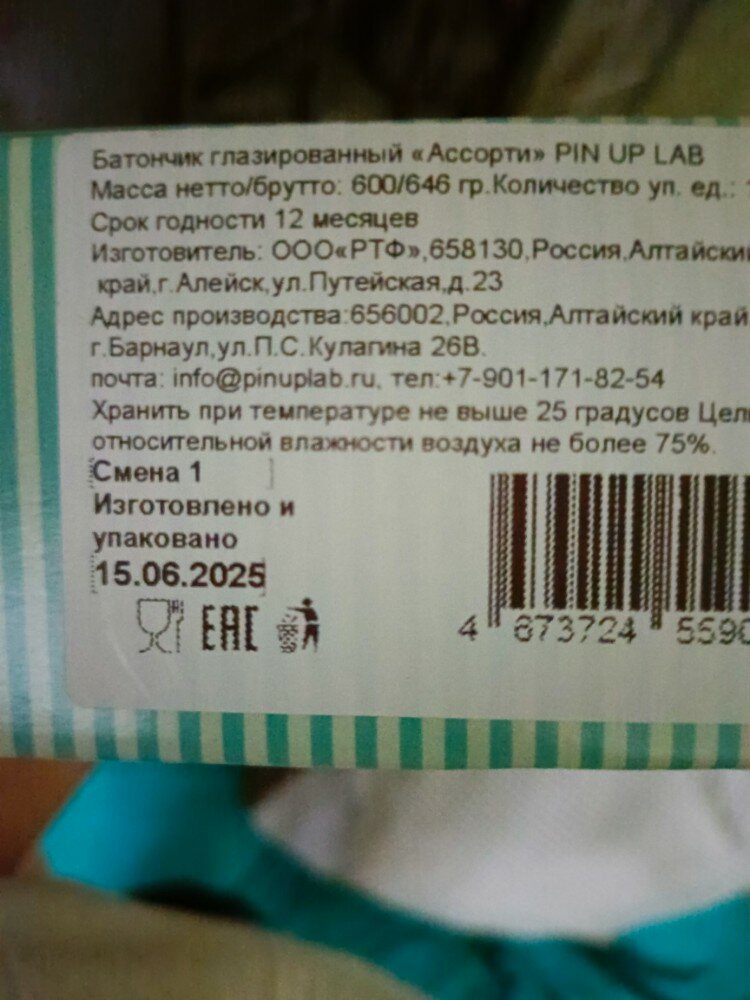 Батончик глазированный «Ассорти» PIN UP LAB
Масса нетто/брутто: 600/646 гр.Количество уп. ед.:
Срок годности 12 месяцев
Изготовитель: ООО«РТФ»,658130,Россия,Алтайский
край,г.Алейск,ул.Путейская,д.23
Адрес производства:656002,Россия,Алтайский край
г.Барнаул,ул.П.С.Кулагина 26В.
почта: info@pinuplab.ru, тел:+7-901-171-82-54
Хранить при температуре не выше 25 градусов
относительной влажности воздуха не более 75%.
Смена 1
Изготовлено и
упаковано
15.06.2025
EAC
4 673724 5590